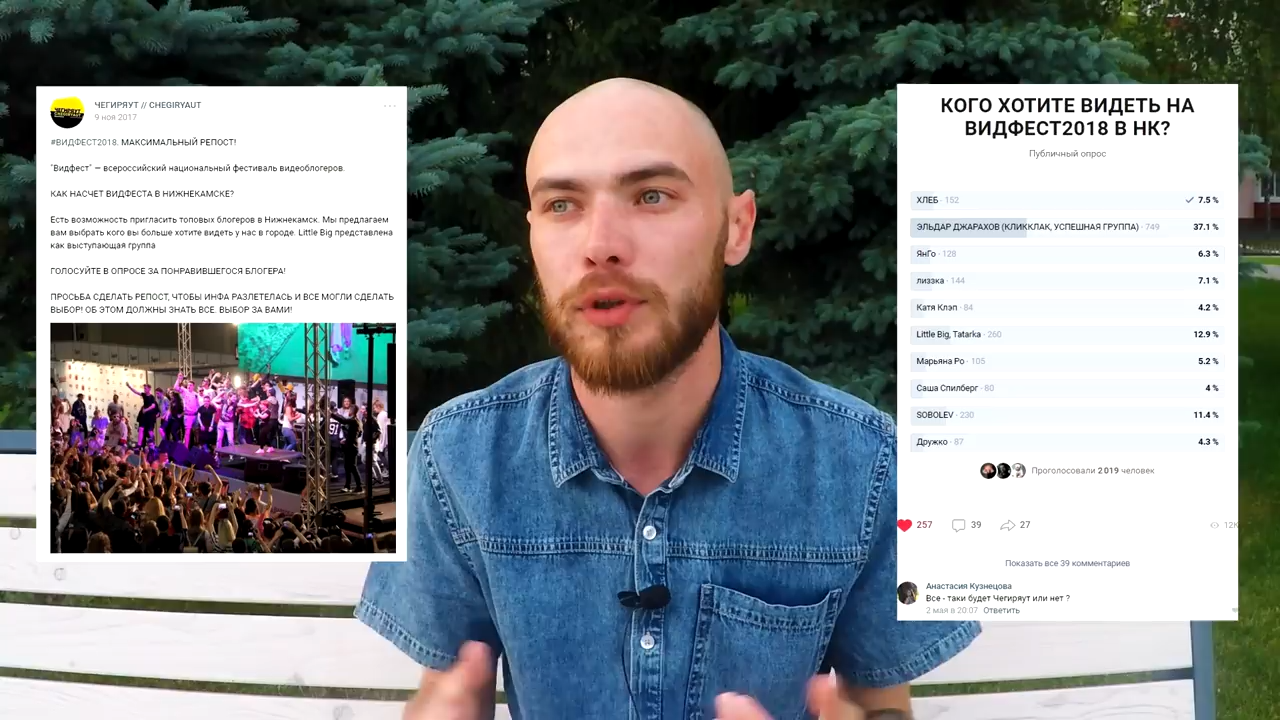 ЧЕГИРЯУТ // CHEGIRYAUT
9 ноя 2017
#ВИДФЕСТ2018. МАКСИМАЛЬНЫЙ РЕПОСТ!
"Видфест" — всероссийский национальный фестиваль видеоблогеров.
КАК НАСЧЕТ ВИДФЕСТА В НИЖНЕКАМСКЕ?
Есть возможность пригласить топовых блогеров в Нижнекамск. Мы предлагаем
вам выбрать кого вы больше хотите видеть у нас в городе. Little Big представлена
как выступающая группа
ГОЛОСУЙТЕ В ОПРОСЕ ЗА ПОНРАВИВШЕГОСЯ БЛОГЕРА!
ПРОСЬБА СДЕЛАТЬ РЕПОСТ, ЧТОБЫ ИНФА РАЗЛЕТЕЛАСЬ И ВСЕ МОГЛИ СДЕЛАТЬ
ВЫБОР! ОБ ЭТОМ ДОЛЖНЫ ЗНАТЬ ВСЕ. ВЫБОР ЗА ВАМИ!
91
КОГО ХОТИТЕ ВИДЕТЬ НА
ВИДФЕСТ2018 В НК?
Публичный опрос
ХЛЕБ · 152 7.5 %
ЭЛЬДАР ДЖАРАХОВ (КЛИККЛАК, УСПЕШНАЯ ГРУППА) · 749 37.1 %
ЯнГо · 128 6.3 %
лиззка · 144 7.1 %
Катя Клэп · 84 4.2 %
Little Big, Tatarka · 260 12.9 %
Марьяна Ро · 105 5.2 %
Саша Спилберг · 80 4 %
SOBOLEV · 230 11.4 %
Дружко · 87 4.3 %
Проголосовали 2 019 человек
257 39 27 12K
Показать все 39 комментариев
Анастасия Кузнецова
Все - таки будет Чегиряут или нет ?
2 мая в 20:07 Ответить